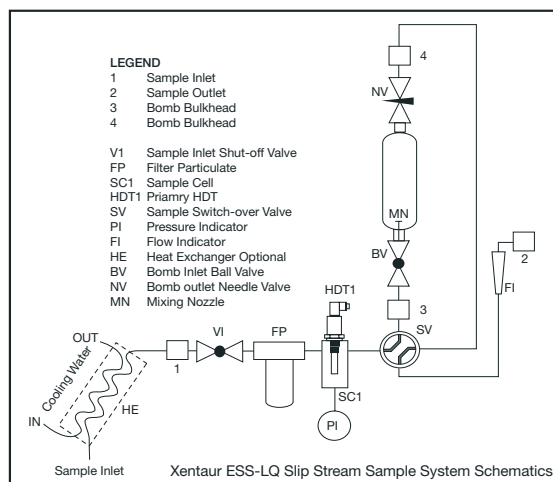 LEGEND
1 Sample Inlet
2 Sample Outlet
3 Bomb Bulkhead
4 Bomb Bulkhead
V1 Sample Inlet Shut-off Valve
FP Filter Particulate
SC1 Sample Cell
HDT1 Priamry HDT
SV Sample Switch-over Valve
PI Pressure Indicator
FI Flow Indicator
HE Heat Exchanger Optional
BV Bomb Inlet Ball Valve
NV Bomb outlet Needle Valve
MN Mixing Nozzle
4
NV
MN
BV
2
FI
3
SV
HDT1
VI
FP
1
SC1
PI
OUT
Cooling Water
IN
HE
Sample Inlet
Xentaur ESS-LQ Slip Stream Sample System Schematics